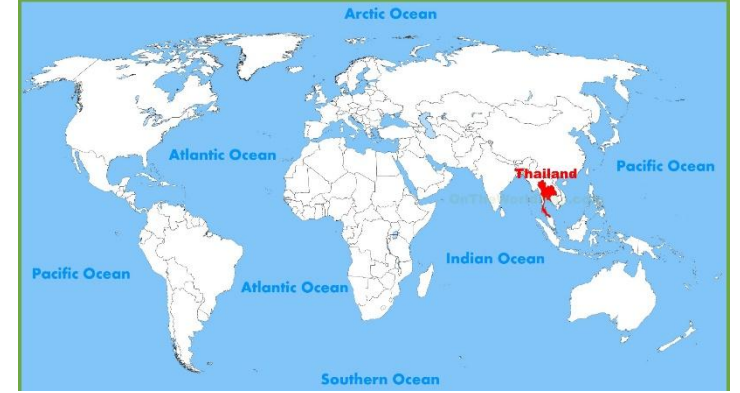 Arctic Ocean
Atlantic Ocean
Pacific Ocean
Thailand
Indian Ocean
Pacific Ocean
Atlantic Ocean
Southern Ocean